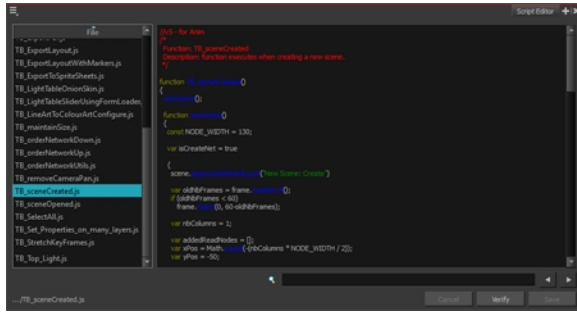 Script Editor
File
TB_ExportLayout.js
TB_ExportLayoutWithMarkers.js
TB_ExportToSpriteSheets.js
TB_LightTableOnionSkin.js
TB_LightTableSliderUsingFormLoader.
TB_LineArtToColourArtConfigure.js
TB_maintainSize.js
TB_orderNetworkDown.js
TB_orderNetworkUp.js
TB_orderNetworkUtils.js
TB_removeCameraPan.js
TB_sceneCreated.js
TB_sceneOpened.js
TB_SelectAll.js
TB_Set_Properties_on_many_layers.js
TB_StretchKeyFrames.js
TB_Top_Light.js
//VS - for Anim
/*
Function: TB_sceneCreated
Description: function executes when creating a new scene.
*/
function TB_sceneCreated()
{
();
function ()
{
const NODE_WIDTH = 130;
var isCreateNet = true
{
scene.("New Scene: Create")
var oldNbFrames = frame.();
if (oldNbFrames < 60)
frame.(0, 60-oldNbFrames);
var nbColumns = 1;
var addedReadNodes = [];
var xPos = Math.(-(nbColumns * NODE_WIDTH / 2));
var yPos = -50;
.../TB_sceneCreated.js
Cancel
Verify
Save